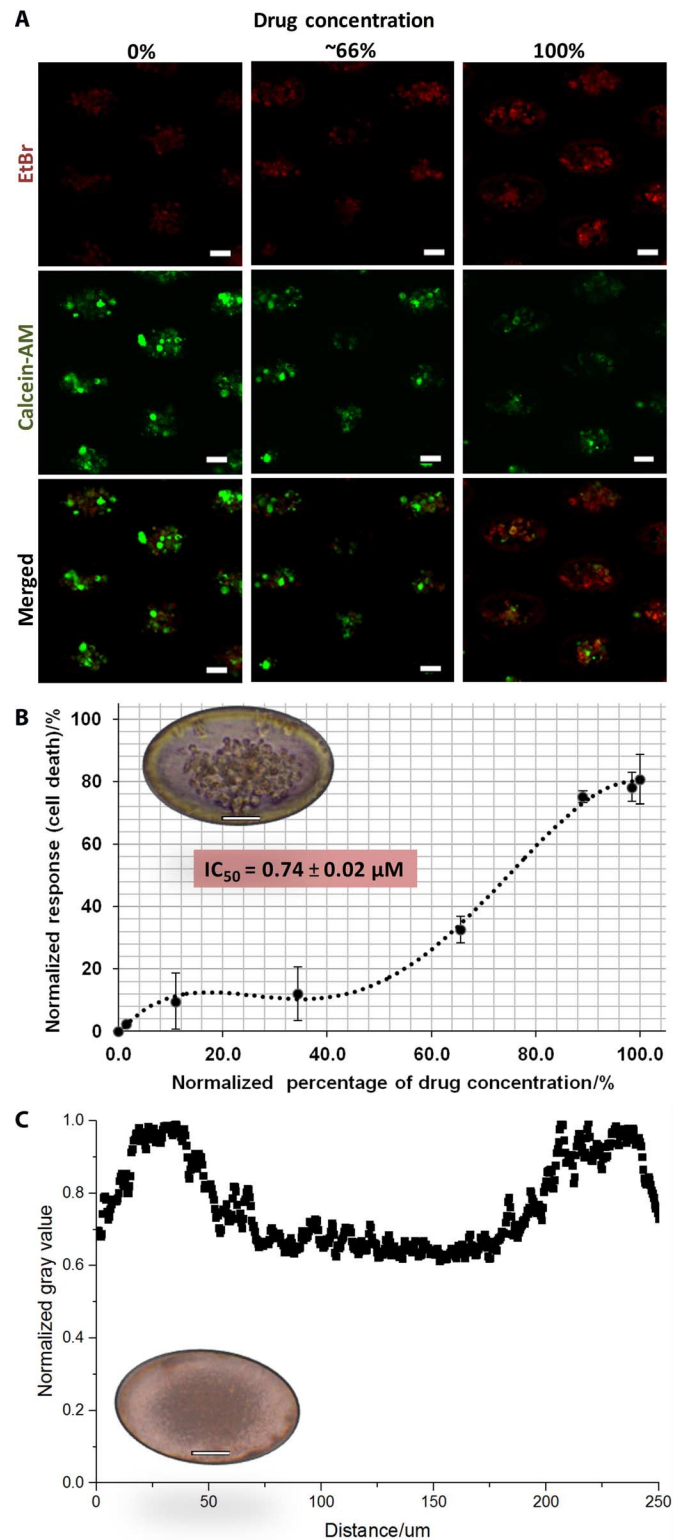 A
Drug concentration
0% ~66% 100%
EtBr
Calcein-AM
Merged
B
Normalized response (cell death)/%
100
80
60
40
20
0
IC50 = 0.74 ± 0.02 μM
0.0 20.0 40.0 60.0 80.0 100.0
Normalized percentage of drug concentration/%
C
Normalized gray value
1.0
0.8
0.6
0.4
0.2
0.0
0 50 100 150 200 250
Distance/um